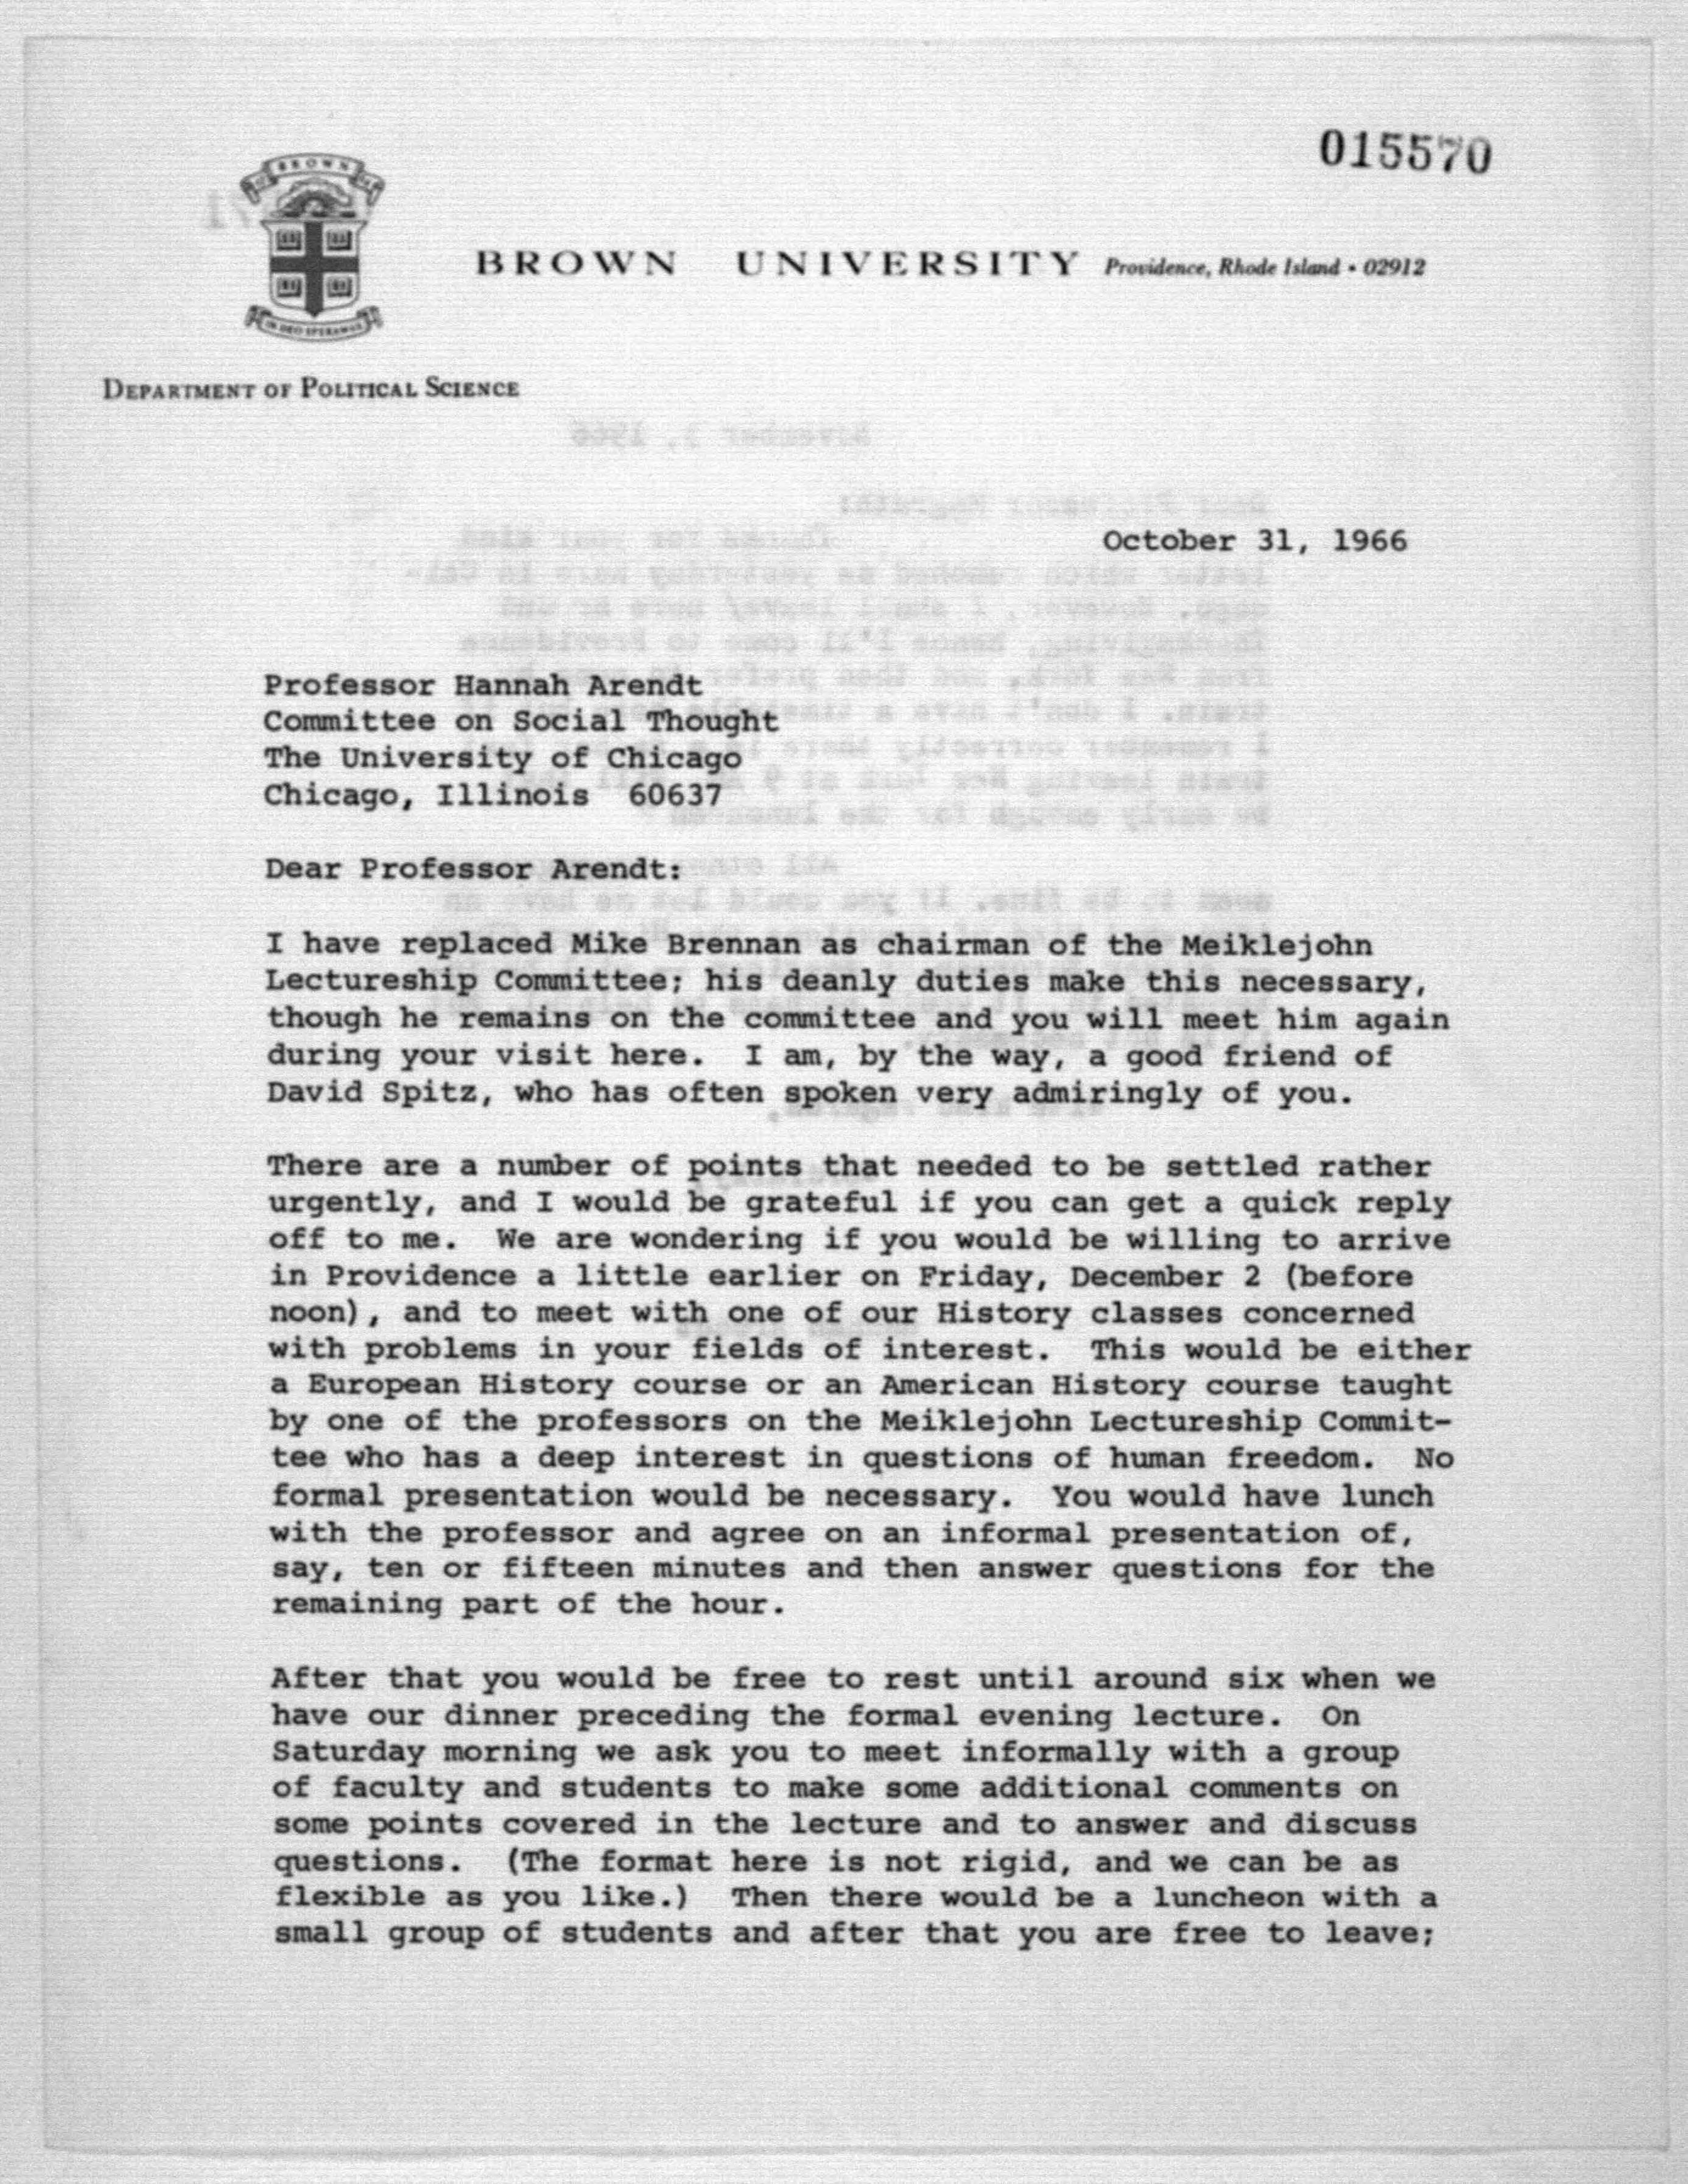 015570
BROWN
IN DEO SPERAMUS
BROWN UNIVERSITY Providence, Rhode Island • 02912
DEPARTMENT OF POLITICAL SCIENCE
October 31, 1966
Professor Hannah Arendt
Committee on Social Thought
The University of Chicago
Chicago, Illinois  60637
Dear Professor Arendt:
I have replaced Mike Brennan as chairman of the Meiklejohn
Lectureship Committee; his deanly duties make this necessary,
though he remains on the committee and you will meet him again
during your visit here.  I am, by the way, a good friend of
David Spitz, who has often spoken very admiringly of you.
There are a number of points that needed to be settled rather
urgently, and I would be grateful if you can get a quick reply
off to me.  We are wondering if you would be willing to arrive
in Providence a little earlier on Friday, December 2 (before
noon), and to meet with one of our History classes concerned
with problems in your fields of interest.  This would be either
a European History course or an American History course taught
by one of the professors on the Meiklejohn Lectureship Commit-
tee who has a deep interest in questions of human freedom.  No
formal presentation would be necessary.  You would have lunch
with the professor and agree on an informal presentation of,
say, ten or fifteen minutes and then answer questions for the
remaining part of the hour.
After that you would be free to rest until around six when we
have our dinner preceding the formal evening lecture.  On
Saturday morning we ask you to meet informally with a group
of faculty and students to make some additional comments on
some points covered in the lecture and to answer and discuss
questions.  (The format here is not rigid, and we can be as
flexible as you like.)  Then there would be a luncheon with a
small group of students and after that you are free to leave;